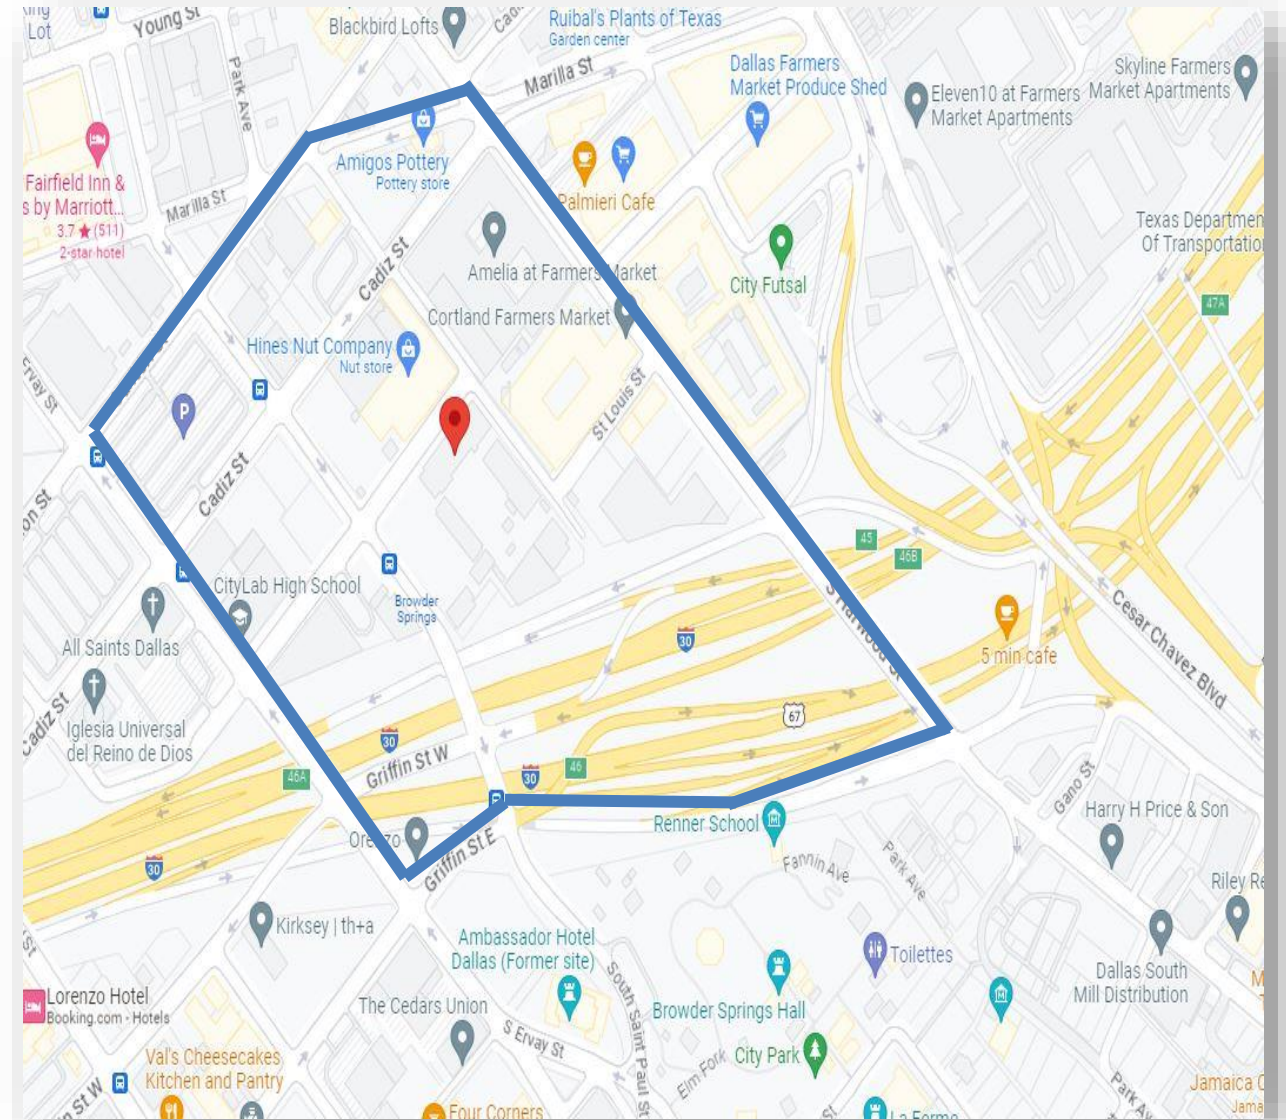 Lot
Young St
Blackbird Lofts
Ruibal's Plants of Texas
Garden center
Park Ave
Marilla St
Dallas Farmers
Market Produce Shed
Eleven10 at Farmers
Market Apartments
Skyline Farmers
Market Apartments
Amigos Pottery
Pottery store
Fairfield Inn &
s by Marriott...
3.7 ★ (511)
2-star hotel
Marilla St
Palmieri Cafe
Texas Departmen
Of Transportatio
Cadiz St
Amelia at Farmers Market
City Futsal
47A
Cortland Farmers Market
Hines Nut Company
Nut store
Ervay St
P
St Louis St
Cadiz St
on St
45
46B
CityLab High School
Browder
Springs
S Harwood St
Cesar Chavez Blvd
All Saints Dallas
30
5 min cafe
Cadiz St
Iglesia Universal
del Reino de Dios
67
30
Griffin St W
46A
30
46
Gano St
Harry H Price & Son
Renner School
Griffin St E
30
Fannin Ave
Park Ave
Riley Re
Kirksey | th+a
Ambassador Hotel
Dallas (Former site)
Toilettes
Dallas South
Mill Distribution
Lorenzo Hotel
Booking.com - Hotels
The Cedars Union
South Saint Paul St
Browder Springs Hall
S Ervay St
Elm Fork
City Park
Val's Cheesecakes
Kitchen and Pantry
Jamaica
Jama
Park
Four Corners